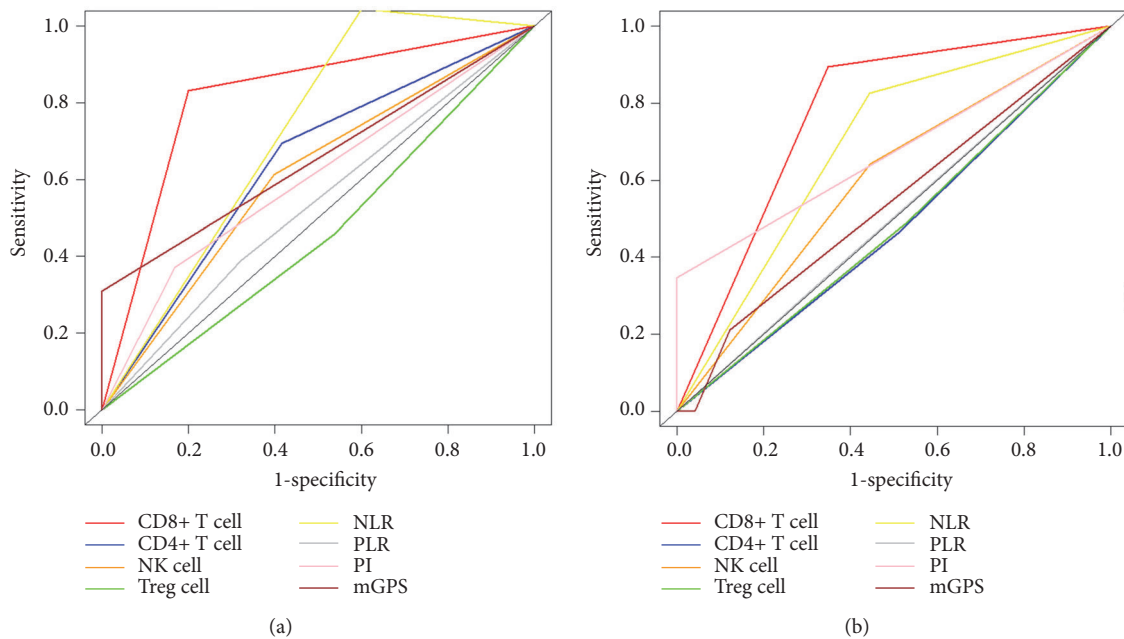 1.0
0.8
0.6
0.4
0.2
0.0
Sensitivity
0.0 0.2 0.4 0.6 0.8 1.0
1-specificity
CD8+ T cell NLR
CD4+ T cell PLR
NK cell PI
Treg cell mGPS
(a)
1.0
0.8
0.6
0.4
0.2
0.0
Sensitivity
0.0 0.2 0.4 0.6 0.8 1.0
1-specificity
CD8+ T cell NLR
CD4+ T cell PLR
NK cell PI
Treg cell mGPS
(b)